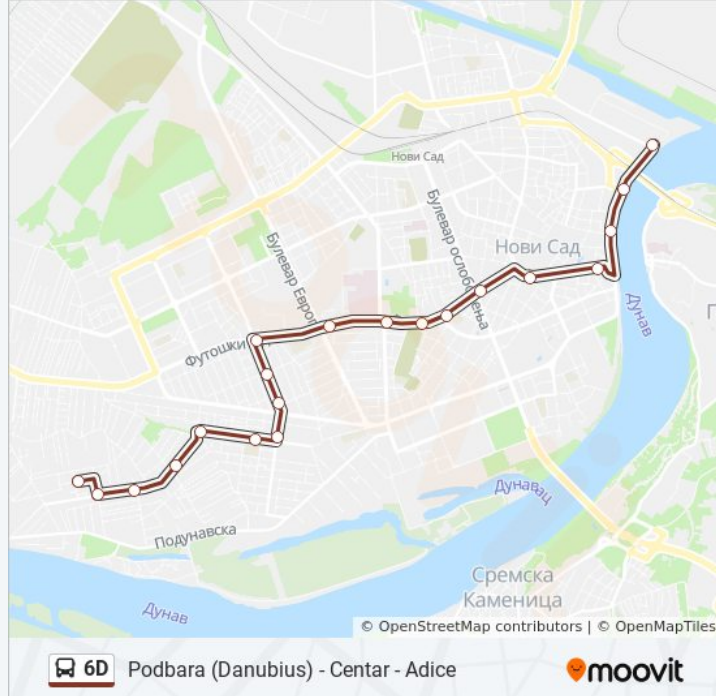 Нови Сад
Булевар ослобођења
Нови Сад
Булевар Европ
Дунав
Футошки
Дунавац
Подунавска
Сремска
Каменица
Дунав
© OpenStreetMap contributors | © OpenMapTiles
6D Podbara (Danubius) - Centar - Adice
moovit